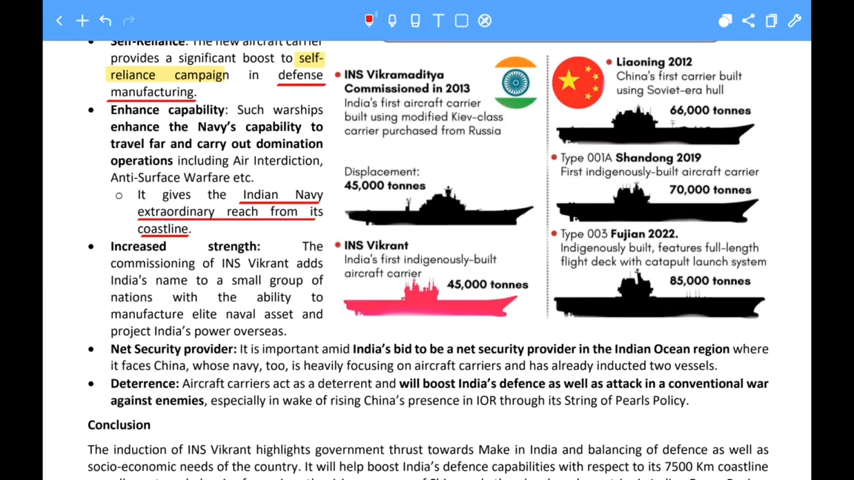 T
• Self-Reliance: The new aircraft carrier
provides a significant boost to self-
reliance campaign in defense
manufacturing.
• Enhance capability: Such warships
enhance the Navy's capability to
travel far and carry out domination
operations including Air Interdiction,
Anti-Surface Warfare etc.
o It gives the Indian Navy
extraordinary reach from its
coastline.
• Increased strength: The
commissioning of INS Vikrant adds
India's name to a small group of
nations with the ability to
manufacture elite naval asset and
project India's power overseas.
• INS Vikramaditya
Commissioned in 2013
India's first aircraft carrier
built using modified Kiev-class
carrier purchased from Russia
Displacement:
45,000 tonnes
• INS Vikrant
India's first indigenously-built
aircraft carrier
45,000 tonnes
• Liaoning 2012
China's first carrier built
using Soviet-era hull
66,000 tonnes
• Type 001A Shandong 2019
First indigenously-built aircraft carrier
70,000 tonnes
• Type 003 Fujian 2022.
Indigenously built, features full-length
flight deck with catapult launch system
85,000 tonnes
• Net Security provider: It is important amid India's bid to be a net security provider in the Indian Ocean region where
it faces China, whose navy, too, is heavily focusing on aircraft carriers and has already inducted two vessels.
• Deterrence: Aircraft carriers act as a deterrent and will boost India's defence as well as attack in a conventional war
against enemies, especially in wake of rising China's presence in IOR through its String of Pearls Policy.
Conclusion
The induction of INS Vikrant highlights government thrust towards Make in India and balancing of defence as well as
socio-economic needs of the country. It will help boost India's defence capabilities with respect to its 7500 Km coastline